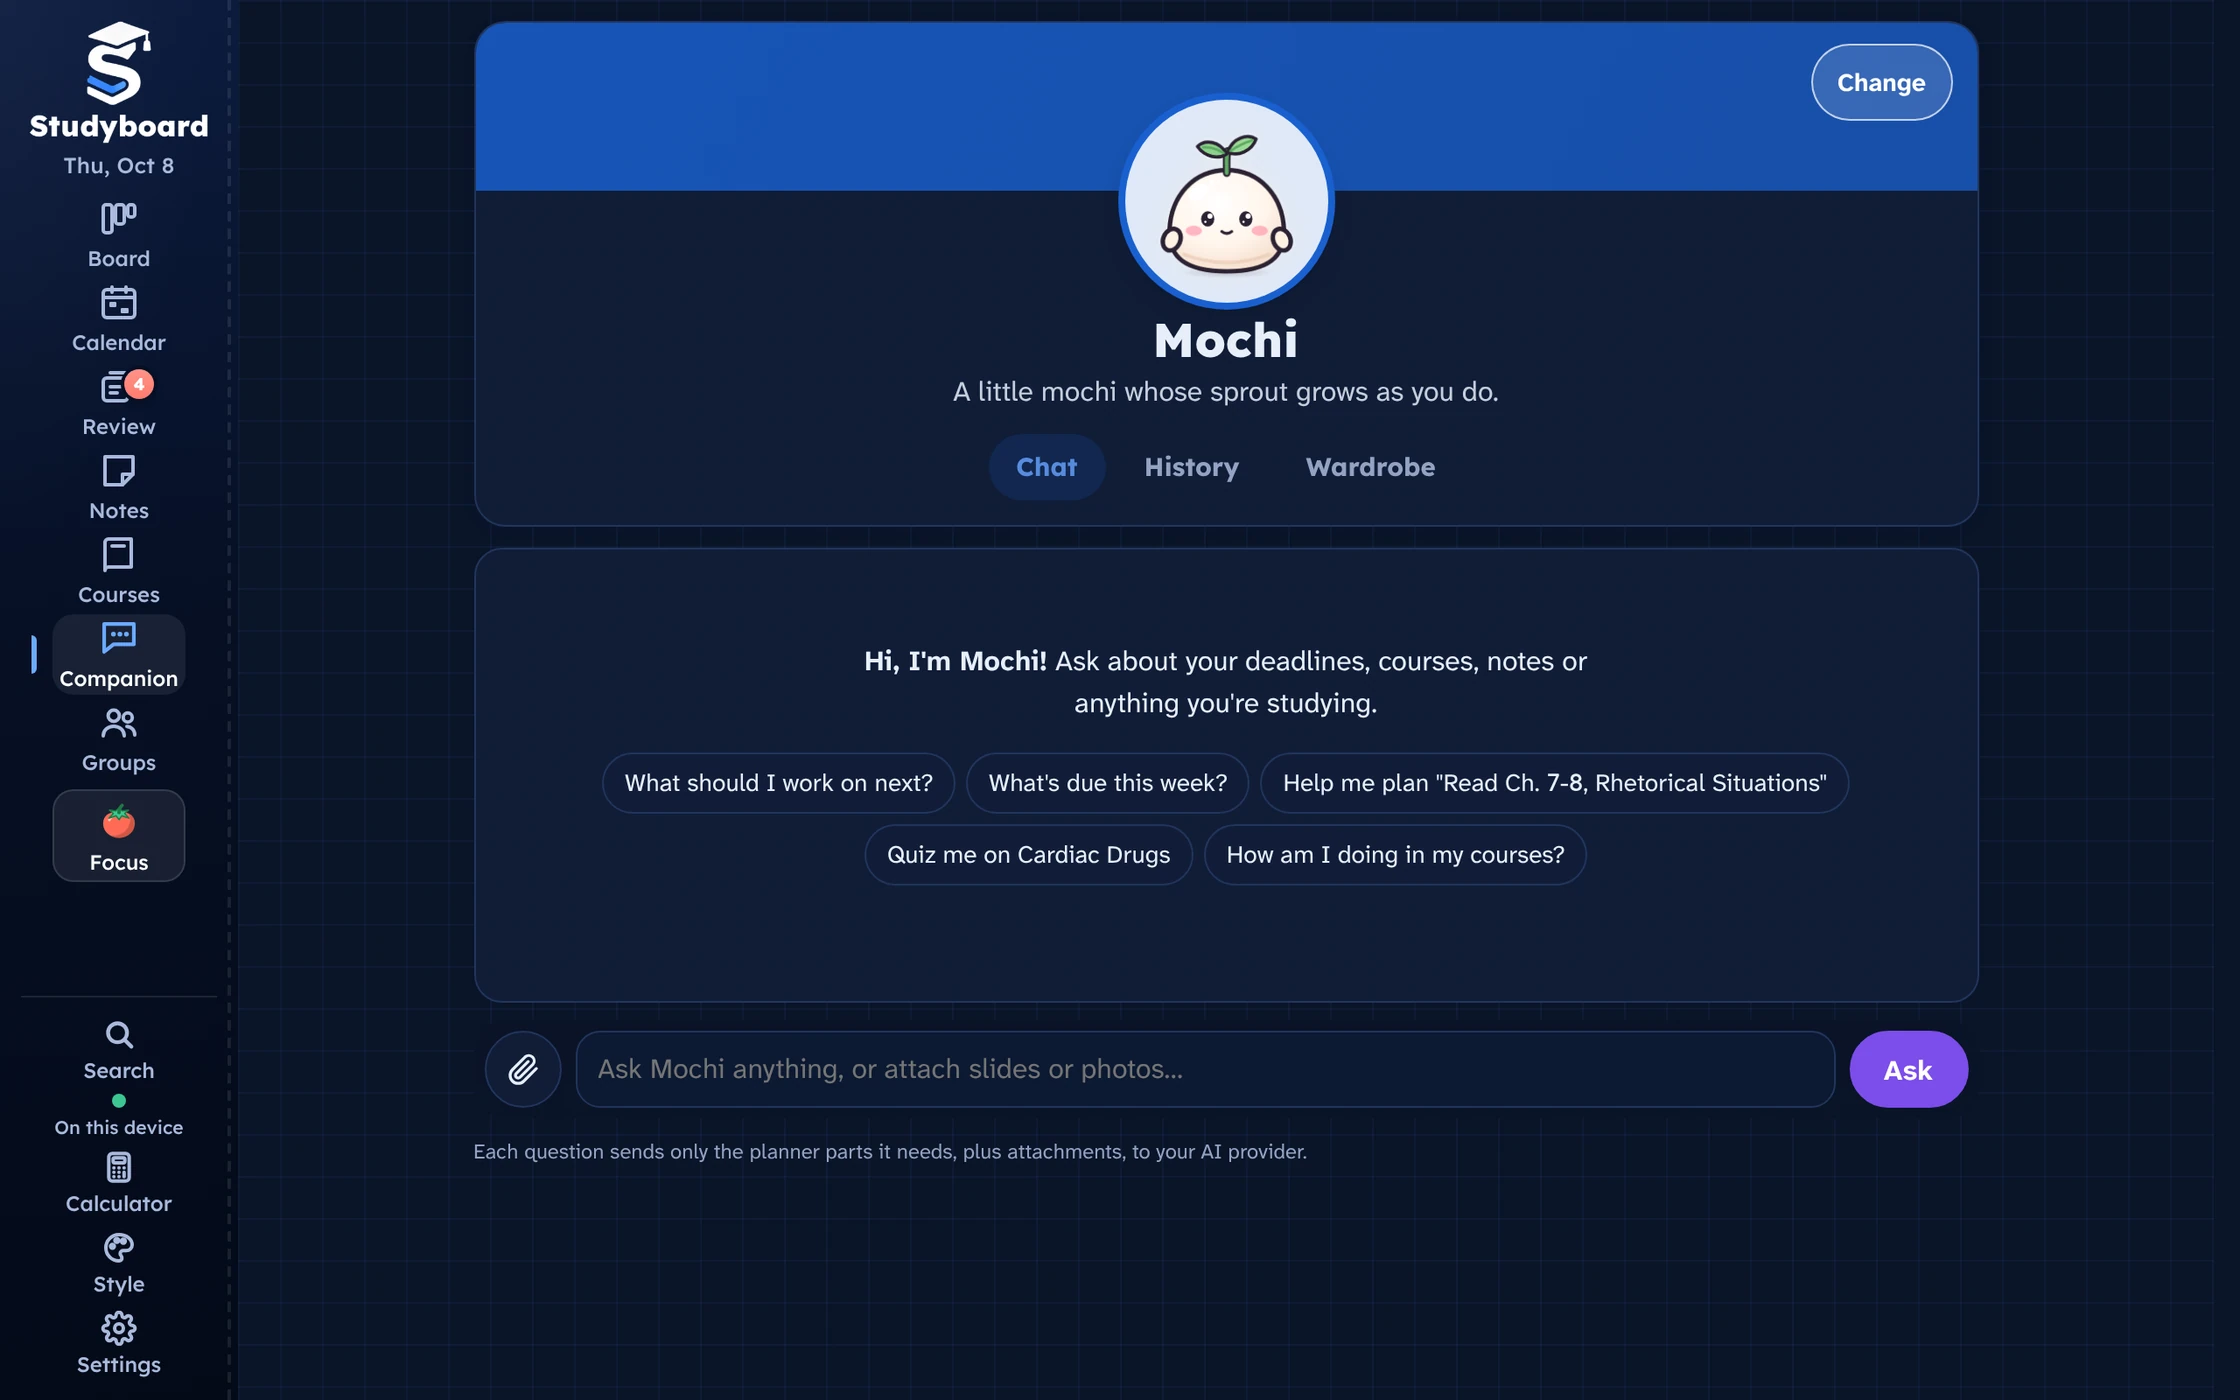 Studyboard
Thu, Oct 8
Board
Calendar
4
Review
Notes
Courses
Companion
Groups
Focus
Search
On this device
Calculator
Style
Settings
Change
Mochi
A little mochi whose sprout grows as you do.
Chat History Wardrobe
Hi, I'm Mochi! Ask about your deadlines, courses, notes or
anything you're studying.
What should I work on next? What's due this week? Help me plan "Read Ch. 7-8, Rhetorical Situations"
Quiz me on Cardiac Drugs How am I doing in my courses?
Ask Mochi anything, or attach slides or photos...
Ask
Each question sends only the planner parts it needs, plus attachments, to your AI provider.